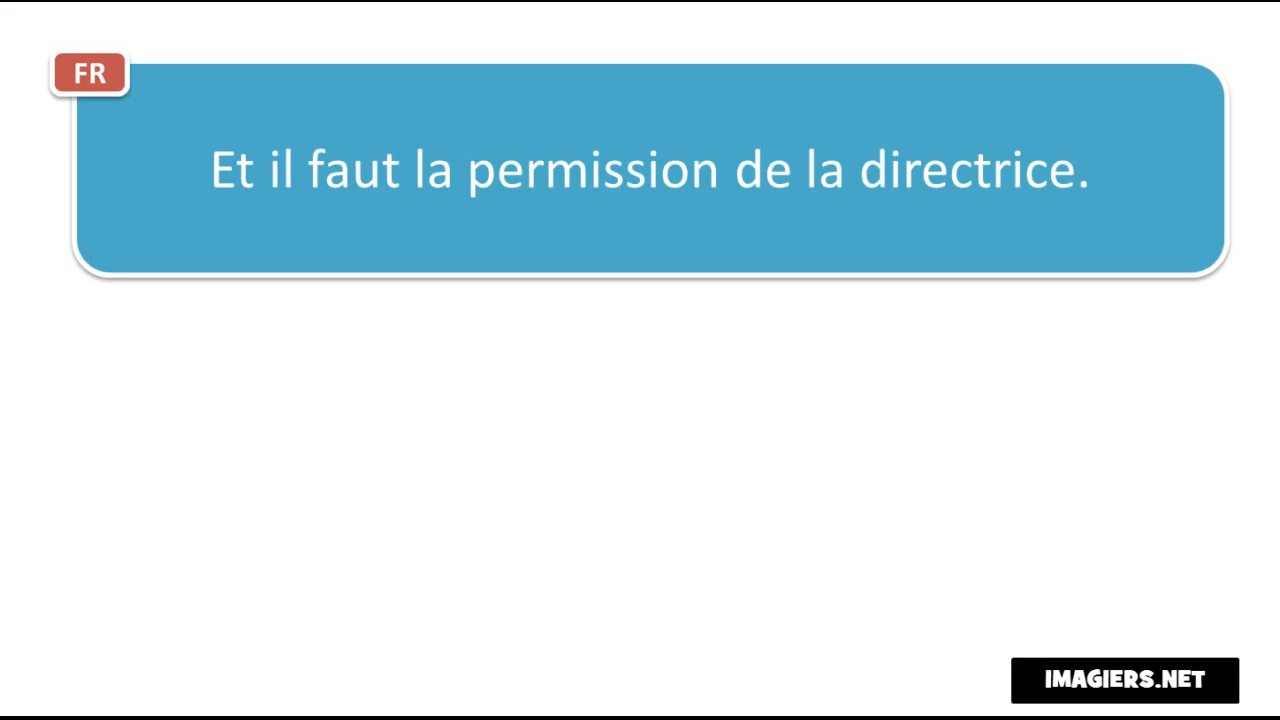 FR
Et il faut la permission de la directrice.
IMAGIERS.NET